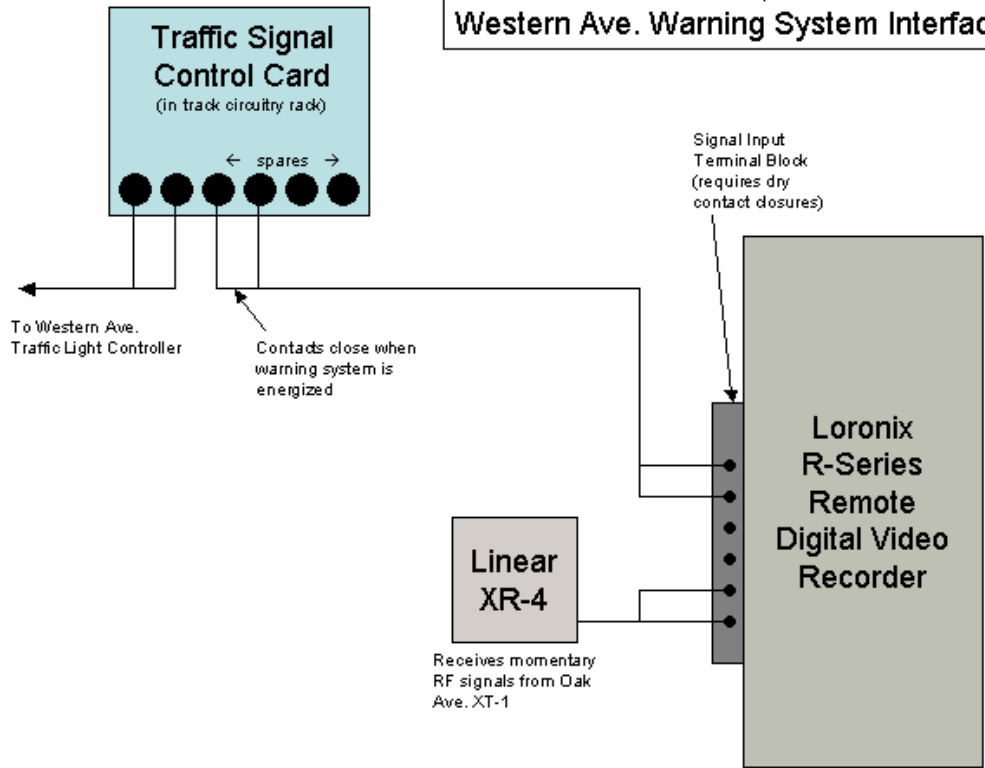 Western Ave. Warning System Interfac
Traffic Signal
Control Card
(in track circuitry rack)
← spares →
Signal Input
Terminal Block
(requires dry
contact closures)
To Western Ave.
Traffic Light Controller
Contacts close when
warning system is
energized
Loronix
R-Series
Remote
Digital Video
Recorder
Linear
XR-4
Receives momentary
RF signals from Oak
Ave. XT-1